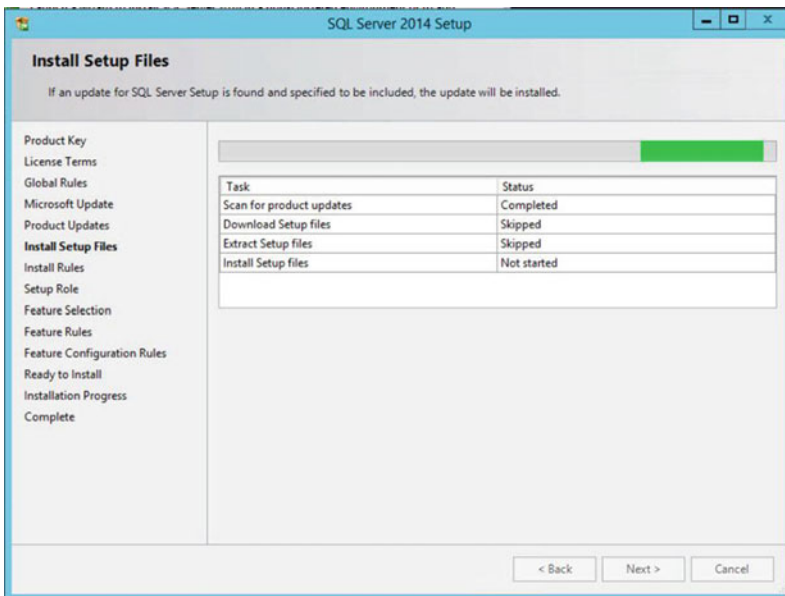 SQL Server 2014 Setup
Install Setup Files
If an update for SQL Server Setup is found and specified to be included, the update will be installed.
Product Key
License Terms
Global Rules
Microsoft Update
Product Updates
Install Setup Files
Install Rules
Setup Role
Feature Selection
Feature Rules
Feature Configuration Rules
Ready to Install
Installation Progress
Complete
Task Status
Scan for product updates Completed
Download Setup files Skipped
Extract Setup files Skipped
Install Setup files Not started
< Back Next > Cancel